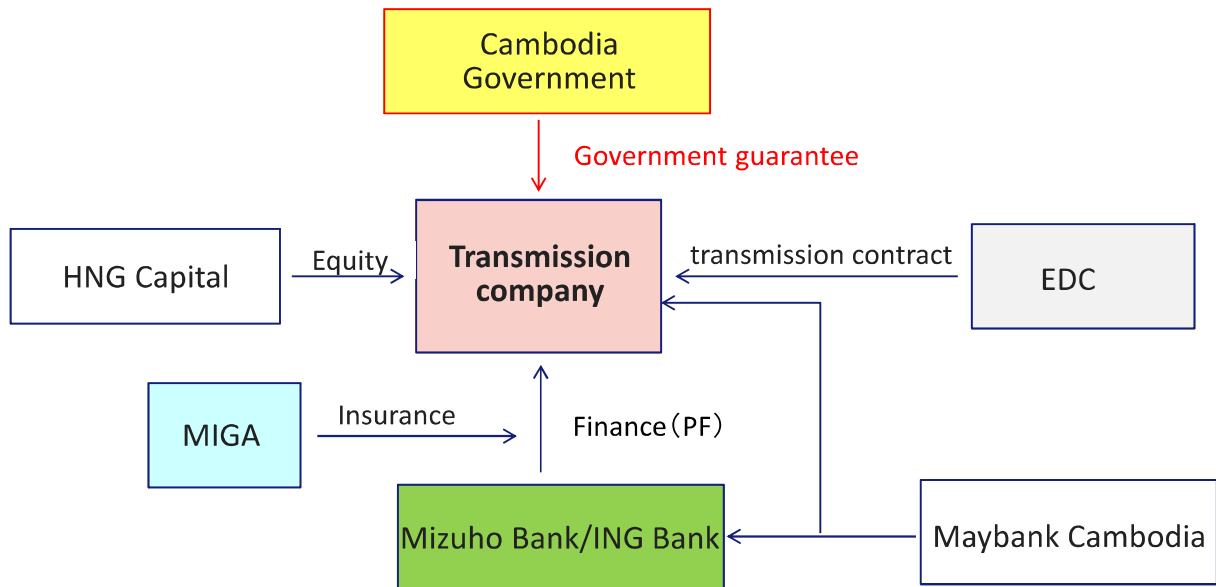 Cambodia
Government
Government guarantee
HNG Capital
Equity
Transmission
company
transmission contract
EDC
MIGA
Insurance
Finance（PF）
Mizuho Bank/ING Bank
Maybank Cambodia